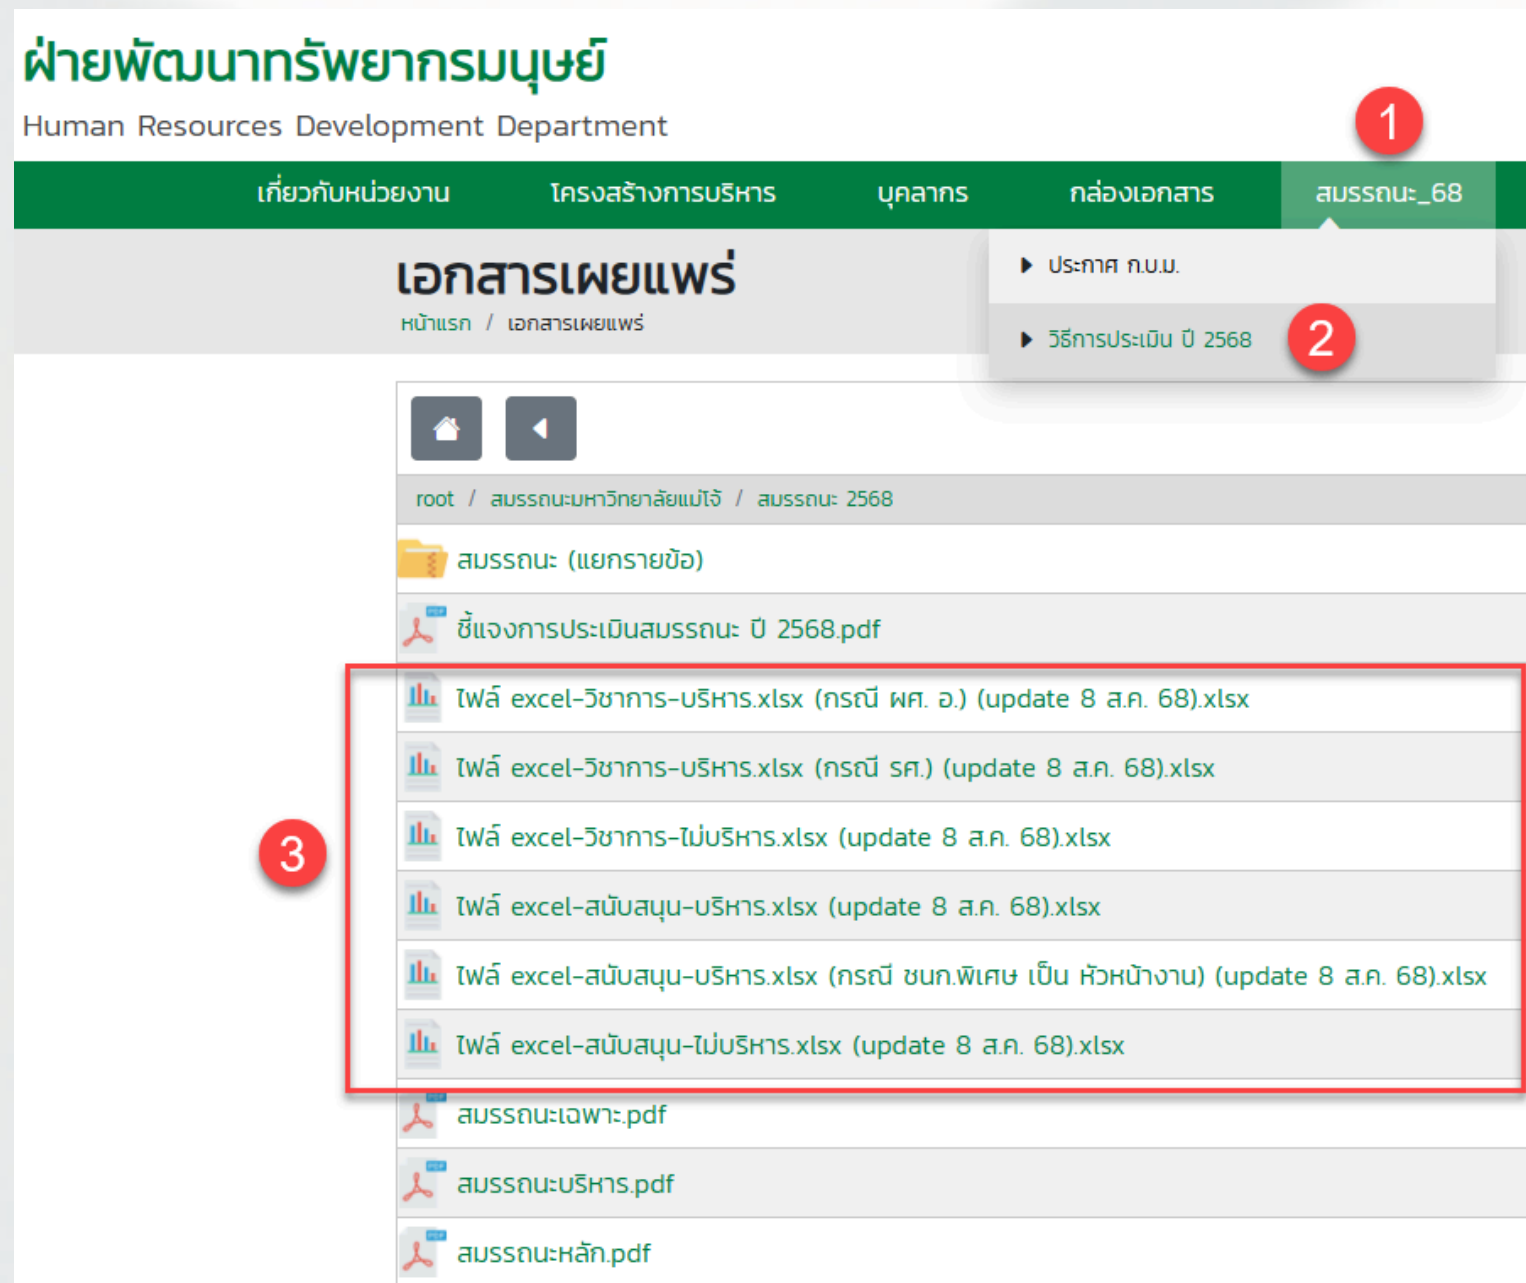 ฝ่ายพัฒนาทรัพยากรมนุษย์
Human Resources Development Department
1
เกี่ยวกับหน่วยงาน โครงสร้างการบริหาร บุคลากร กล่องเอกสาร สมรรถนะ_68
เอกสารเผยแพร่
หน้าแรก / เอกสารเผยแพร่
ประกาศ ก.บ.ม.
วิธีการประเมิน ปี 2568
2
root / สมรรถนะมหาวิทยาลัยแม่โจ้ / สมรรถนะ 2568
สมรรถนะ (แยกรายข้อ)
ชี้แจงการประเมินสมรรถนะ ปี 2568.pdf
ไฟล์ excel-วิชาการ-บริหาร.xlsx (กรณี ผศ. อ.) (update 8 ส.ค. 68).xlsx
ไฟล์ excel-วิชาการ-บริหาร.xlsx (กรณี รศ.) (update 8 ส.ค. 68).xlsx
3
ไฟล์ excel-วิชาการ-ไม่บริหาร.xlsx (update 8 ส.ค. 68).xlsx
ไฟล์ excel-สนับสนุน-บริหาร.xlsx (update 8 ส.ค. 68).xlsx
ไฟล์ excel-สนับสนุน-บริหาร.xlsx (กรณี ชนก.พิเศษ เป็น หัวหน้างาน) (update 8 ส.ค. 68).xlsx
ไฟล์ excel-สนับสนุน-ไม่บริหาร.xlsx (update 8 ส.ค. 68).xlsx
สมรรถนะเฉพาะ.pdf
สมรรถนะบริหาร.pdf
สมรรถนะหลัก.pdf